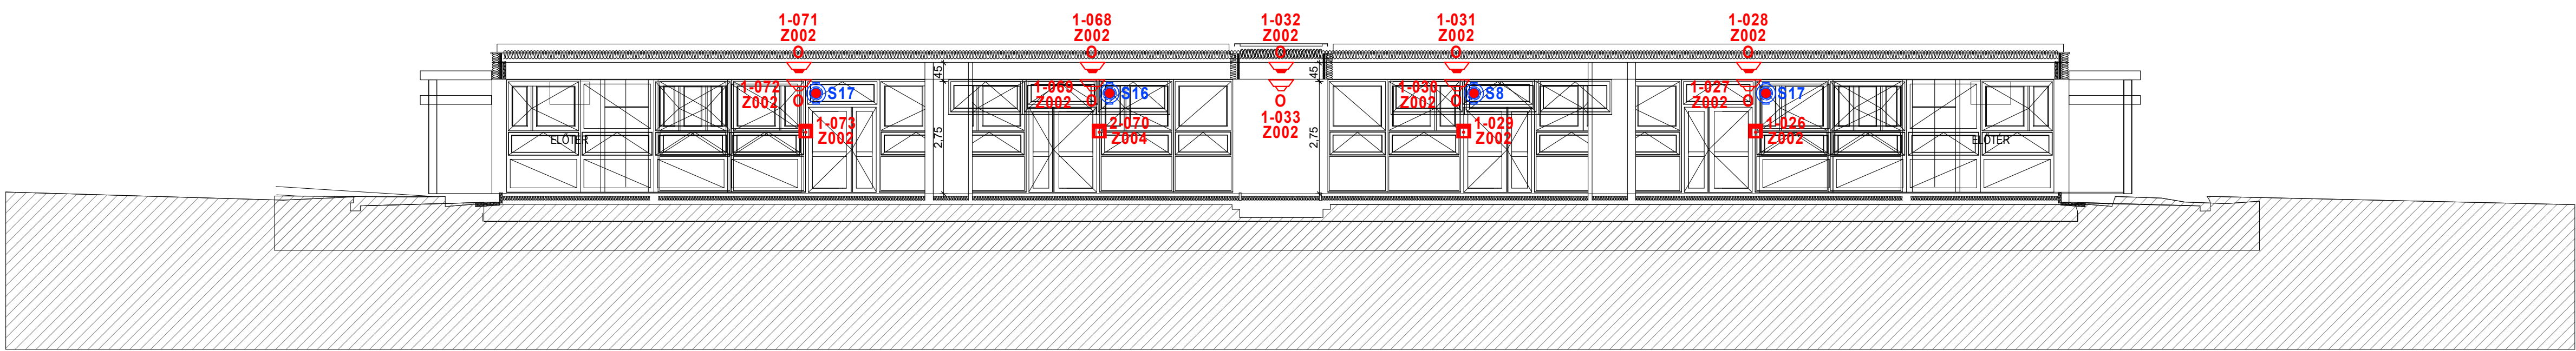 1-071
Z002
O
1-068
Z002
O
1-032
Z002
O
1-031
Z002
O
1-028
Z002
O
45
45
1-072
Z002
O
S17
1-069
Z002
O
S16
O
1-033
Z002
1-030
Z002
O
S8
1-027
Z002
O
S17
1-073
Z002
2-070
Z004
1-029
Z002
1-026
Z002
2,75
2,75
ELŐTÉR
ELŐTÉR